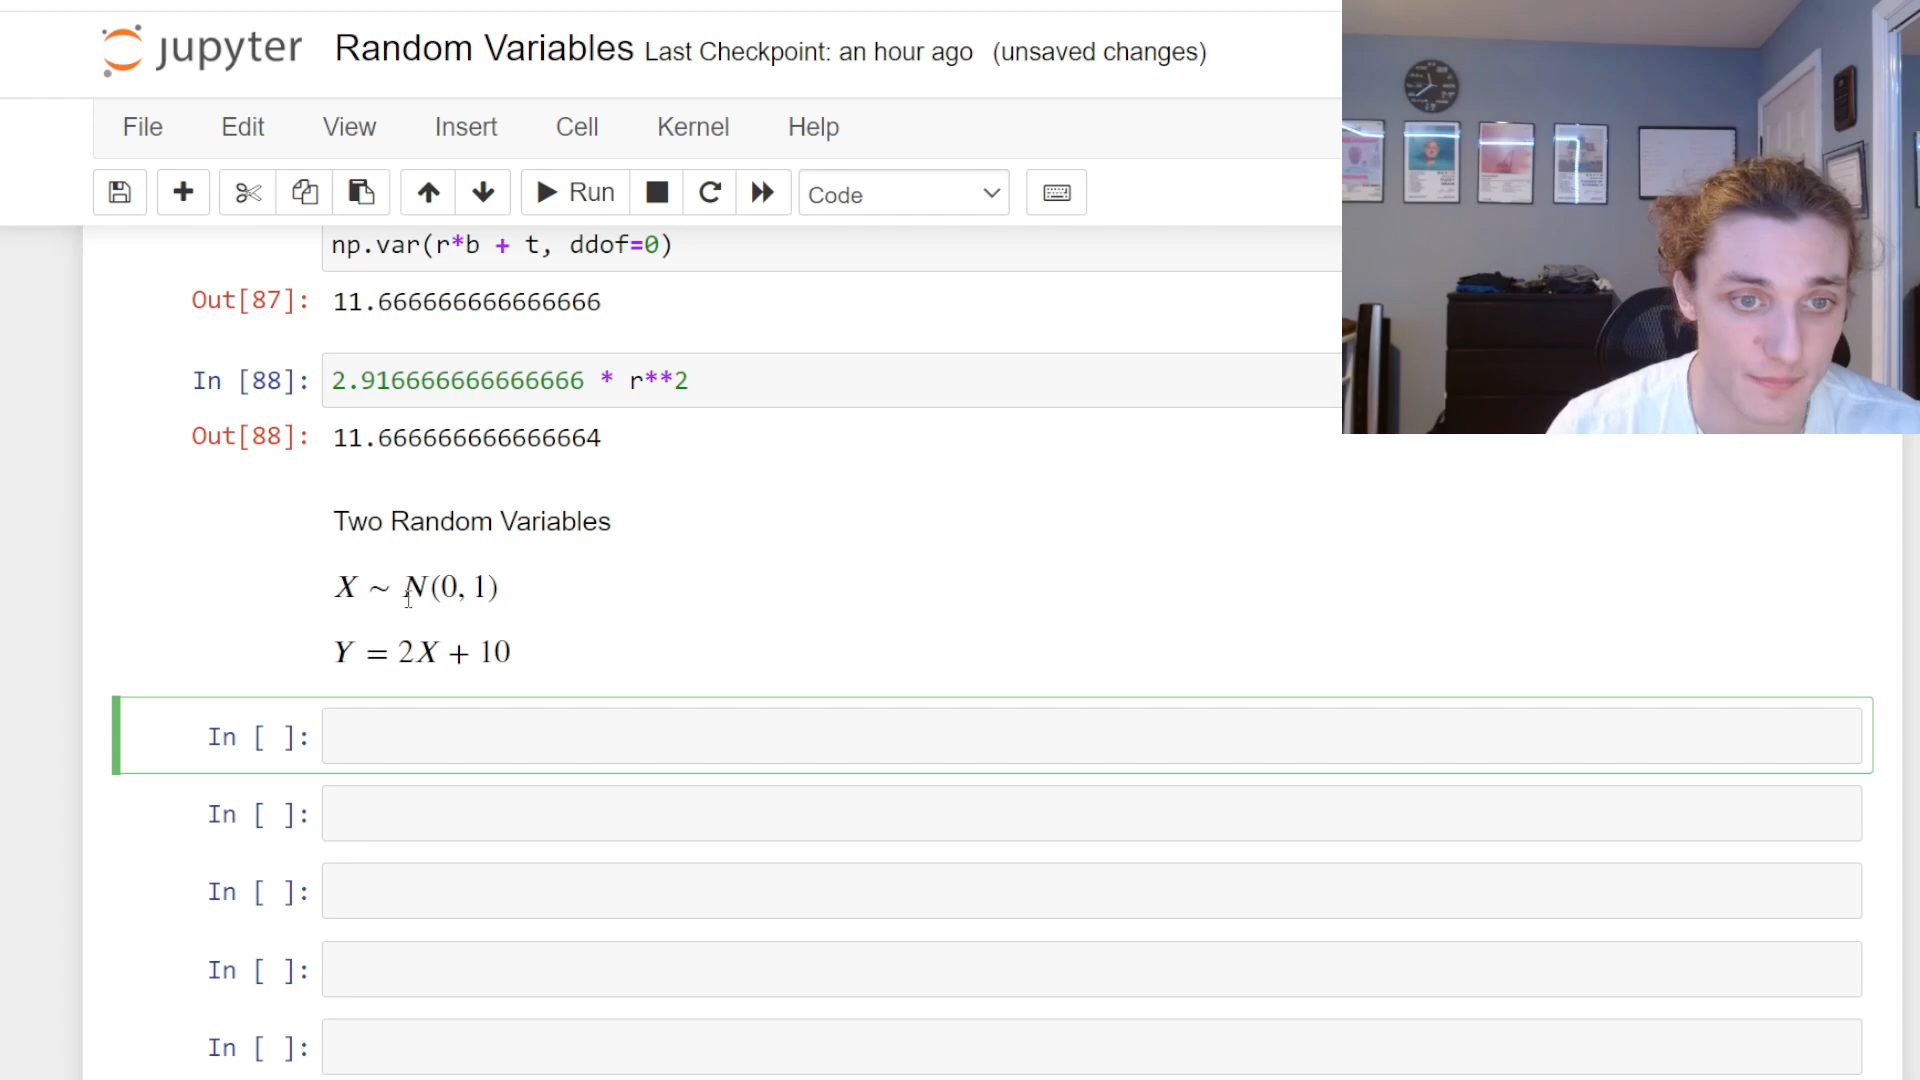 jupyter Random Variables Last Checkpoint: an hour ago (unsaved changes)
File Edit View Insert Cell Kernel Help
Run Code
np.var(r*b + t, ddof=0)
Out[87]: 11.666666666666666
In [88]: 2.916666666666666 * r**2
Out[88]: 11.666666666666664
Two Random Variables
X ~ N(0, 1)
Y = 2X + 10
In [ ]:
In [ ]:
In [ ]:
In [ ]:
In [ ]: